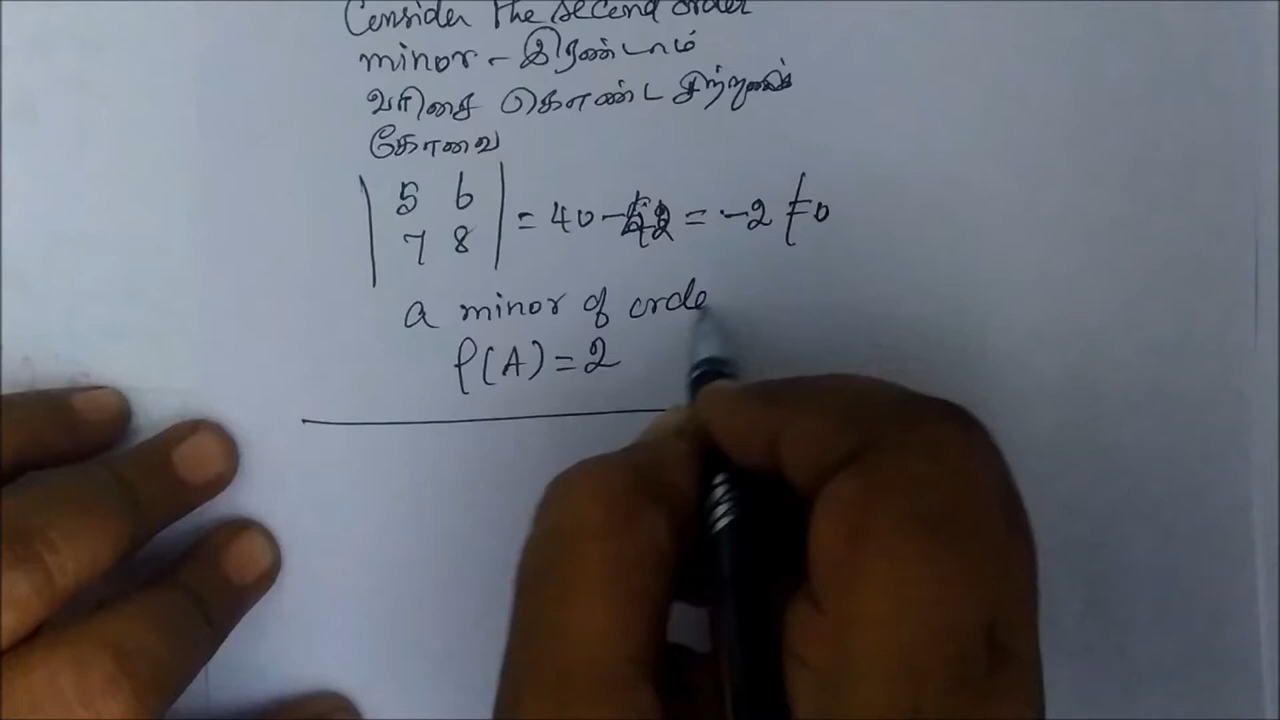 Consider the second order
minor - இரண்டாம்
வரிசை கொண்ட சிற்றணிக்
கோவை
| 5 6 |
| 7 8 | = 40 - 42 = -2 ≠ 0
a minor of orde
ρ(A) = 2